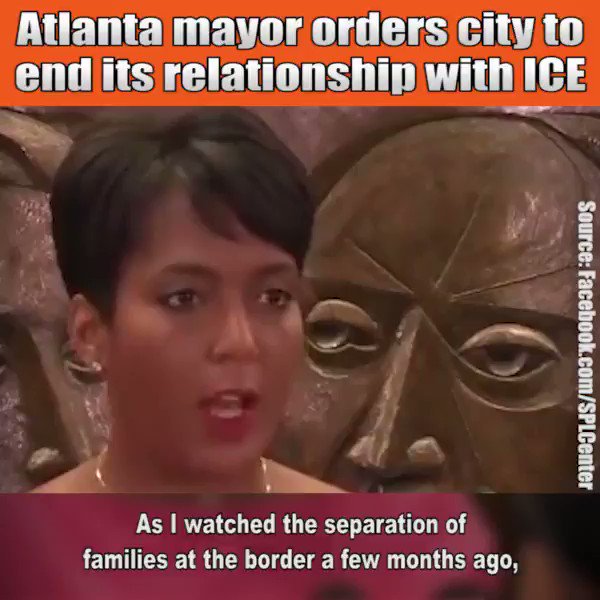 Atlanta mayor orders city to
end its relationship with ICE
Source: Facebook.com/SPLCenter
As I watched the separation of
families at the border a few months ago,